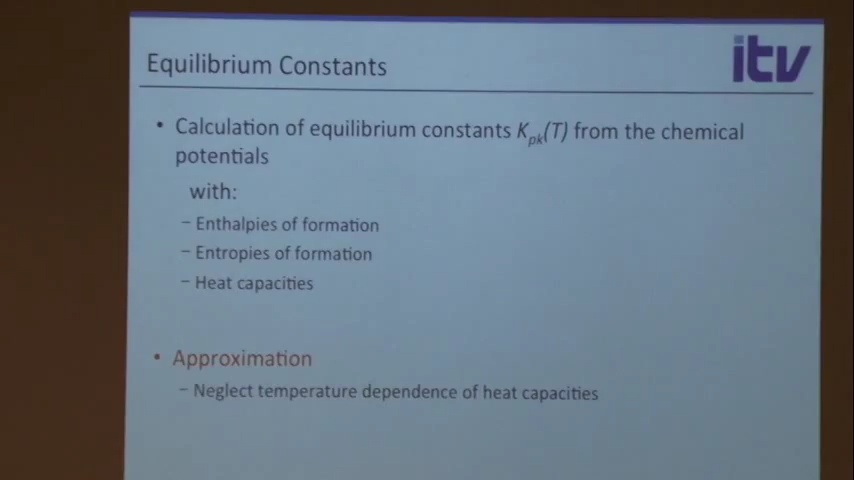 Equilibrium Constants
itv
• Calculation of equilibrium constants Kpk(T) from the chemical
potentials
with:
– Enthalpies of formation
– Entropies of formation
– Heat capacities
• Approximation
– Neglect temperature dependence of heat capacities